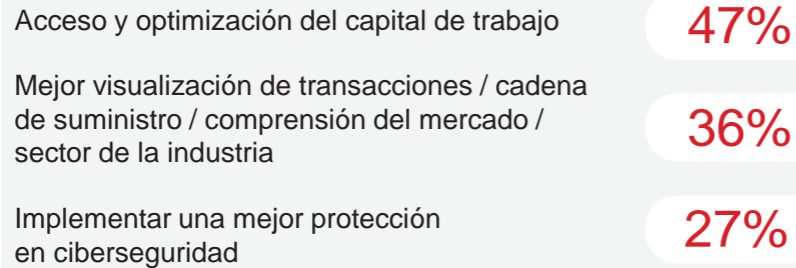 Acceso y optimización del capital de trabajo
47%
Mejor visualización de transacciones / cadena
de suministro / comprensión del mercado /
sector de la industria
36%
Implementar una mejor protección
en ciberseguridad
27%